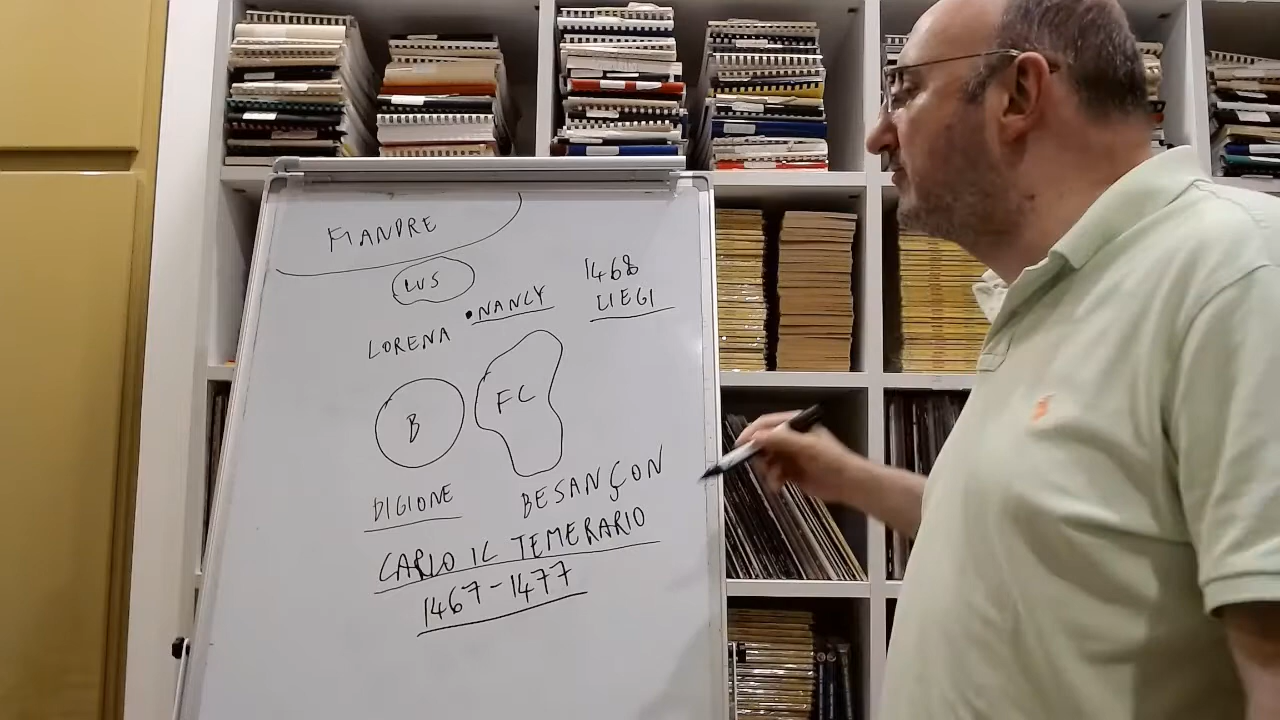 FIANDRE
LUS
1468
•NANCY
LIEGI
LORENA
B
FC
DIGIONE
BESANÇON
CARLO IL TEMERARIO
1467-1477